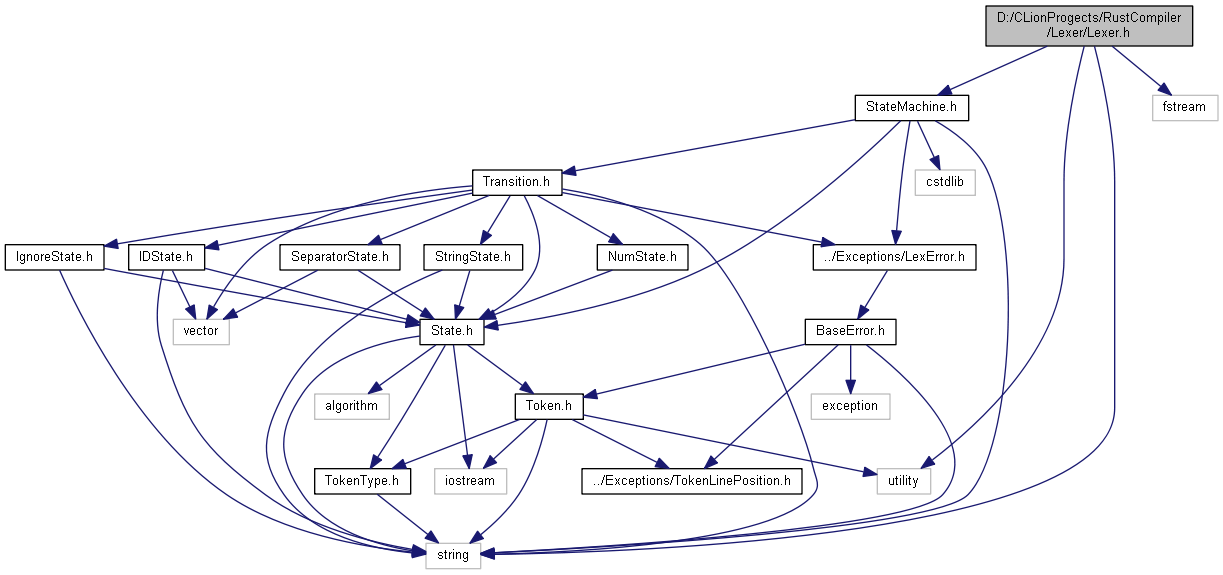 D:/CLionProgects/RustCompiler
/Lexer/Lexer.h
StateMachine.h
fstream
Transition.h
cstdlib
IgnoreState.h
IDState.h
SeparatorState.h
StringState.h
NumState.h
../Exceptions/LexError.h
vector
State.h
BaseError.h
algorithm
Token.h
exception
TokenType.h
iostream
../Exceptions/TokenLinePosition.h
utility
string